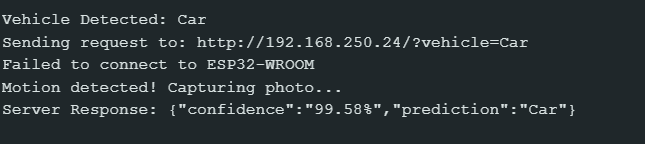 Vehicle Detected: Car
Sending request to: http://192.168.250.24/?vehicle=Car
Failed to connect to ESP32-WROOM
Motion detected! Capturing photo...
Server Response: {"confidence":"99.58%","prediction":"Car"}